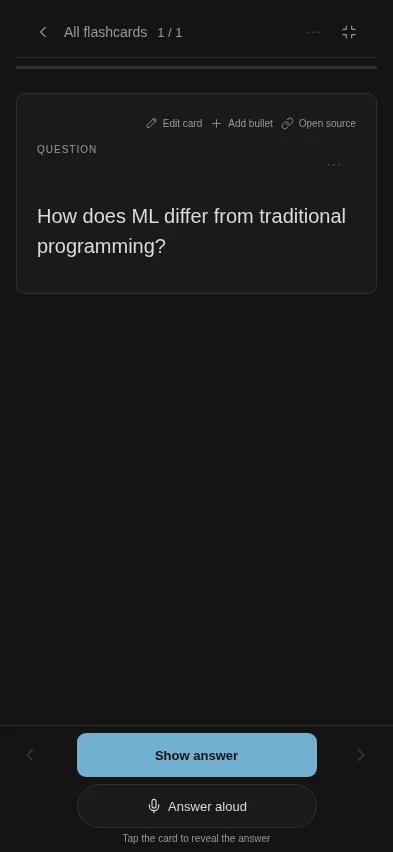 All flashcards 1 / 1 ...
Edit card Add bullet Open source
QUESTION
...
How does ML differ from traditional
programming?
Show answer
Answer aloud
Tap the card to reveal the answer